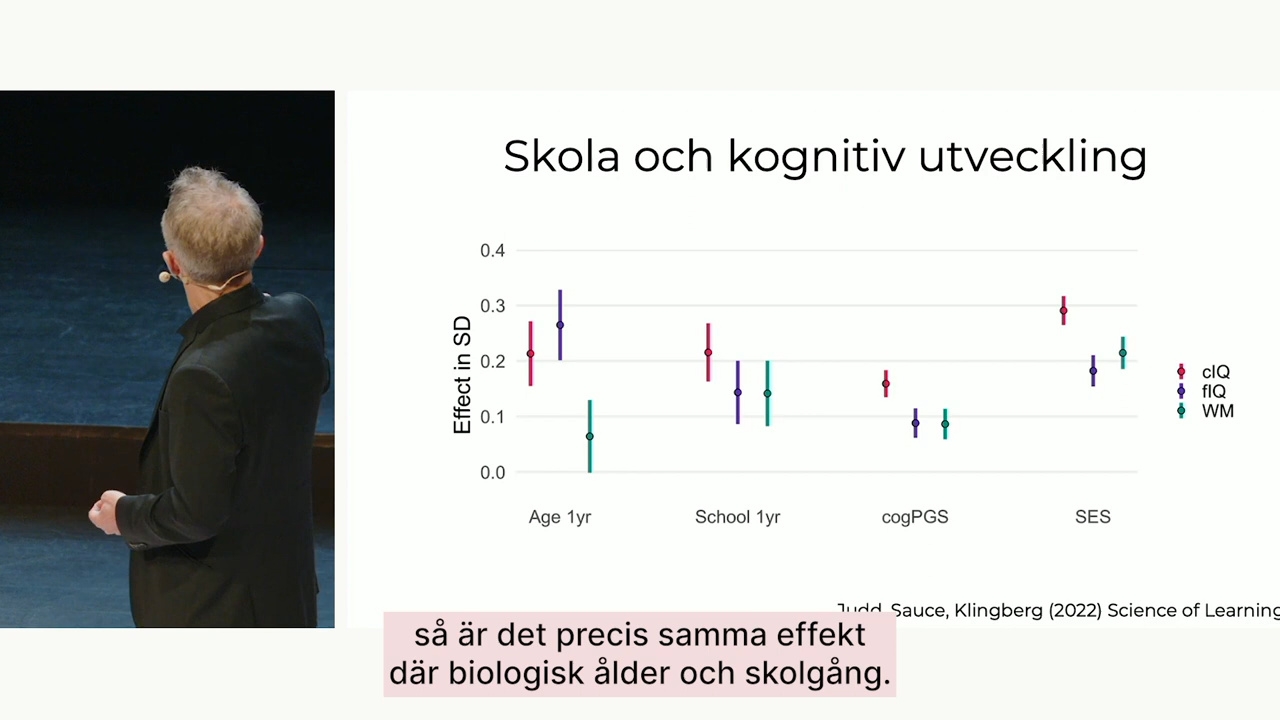 Skola och kognitiv utveckling
0.4
0.3
0.2
0.1
0.0
Effect in SD
Age 1yr
School 1yr
cogPGS
SES
cIQ
fIQ
WM
Judd, Sauce, Klingberg (2022) Science of Learning
så är det precis samma effekt
där biologisk ålder och skolgång.